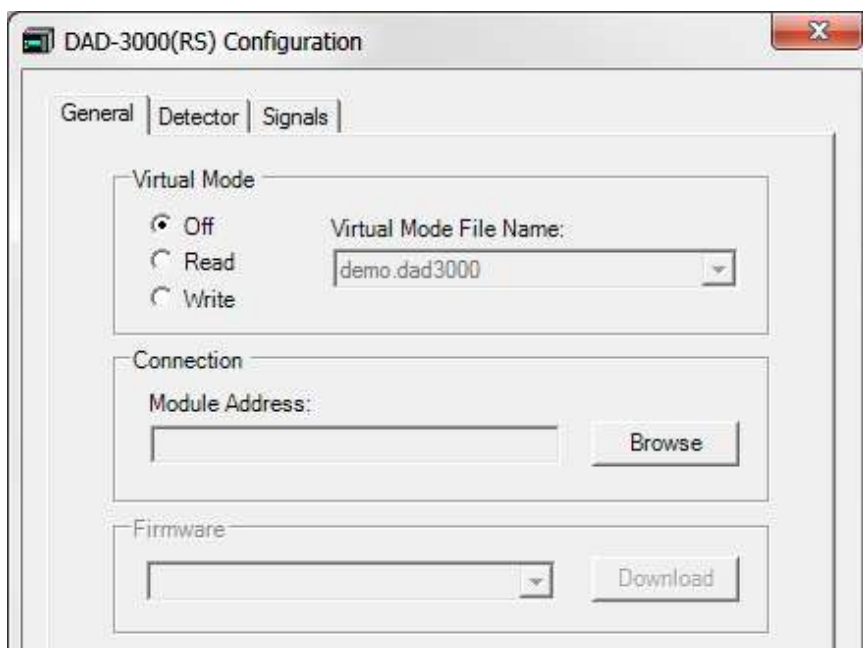 DAD-3000(RS) Configuration
General Detector Signals
Virtual Mode
Off
Virtual Mode File Name:
Read
demo.dad3000
Write
Connection
Module Address:
Browse
Firmware
Download